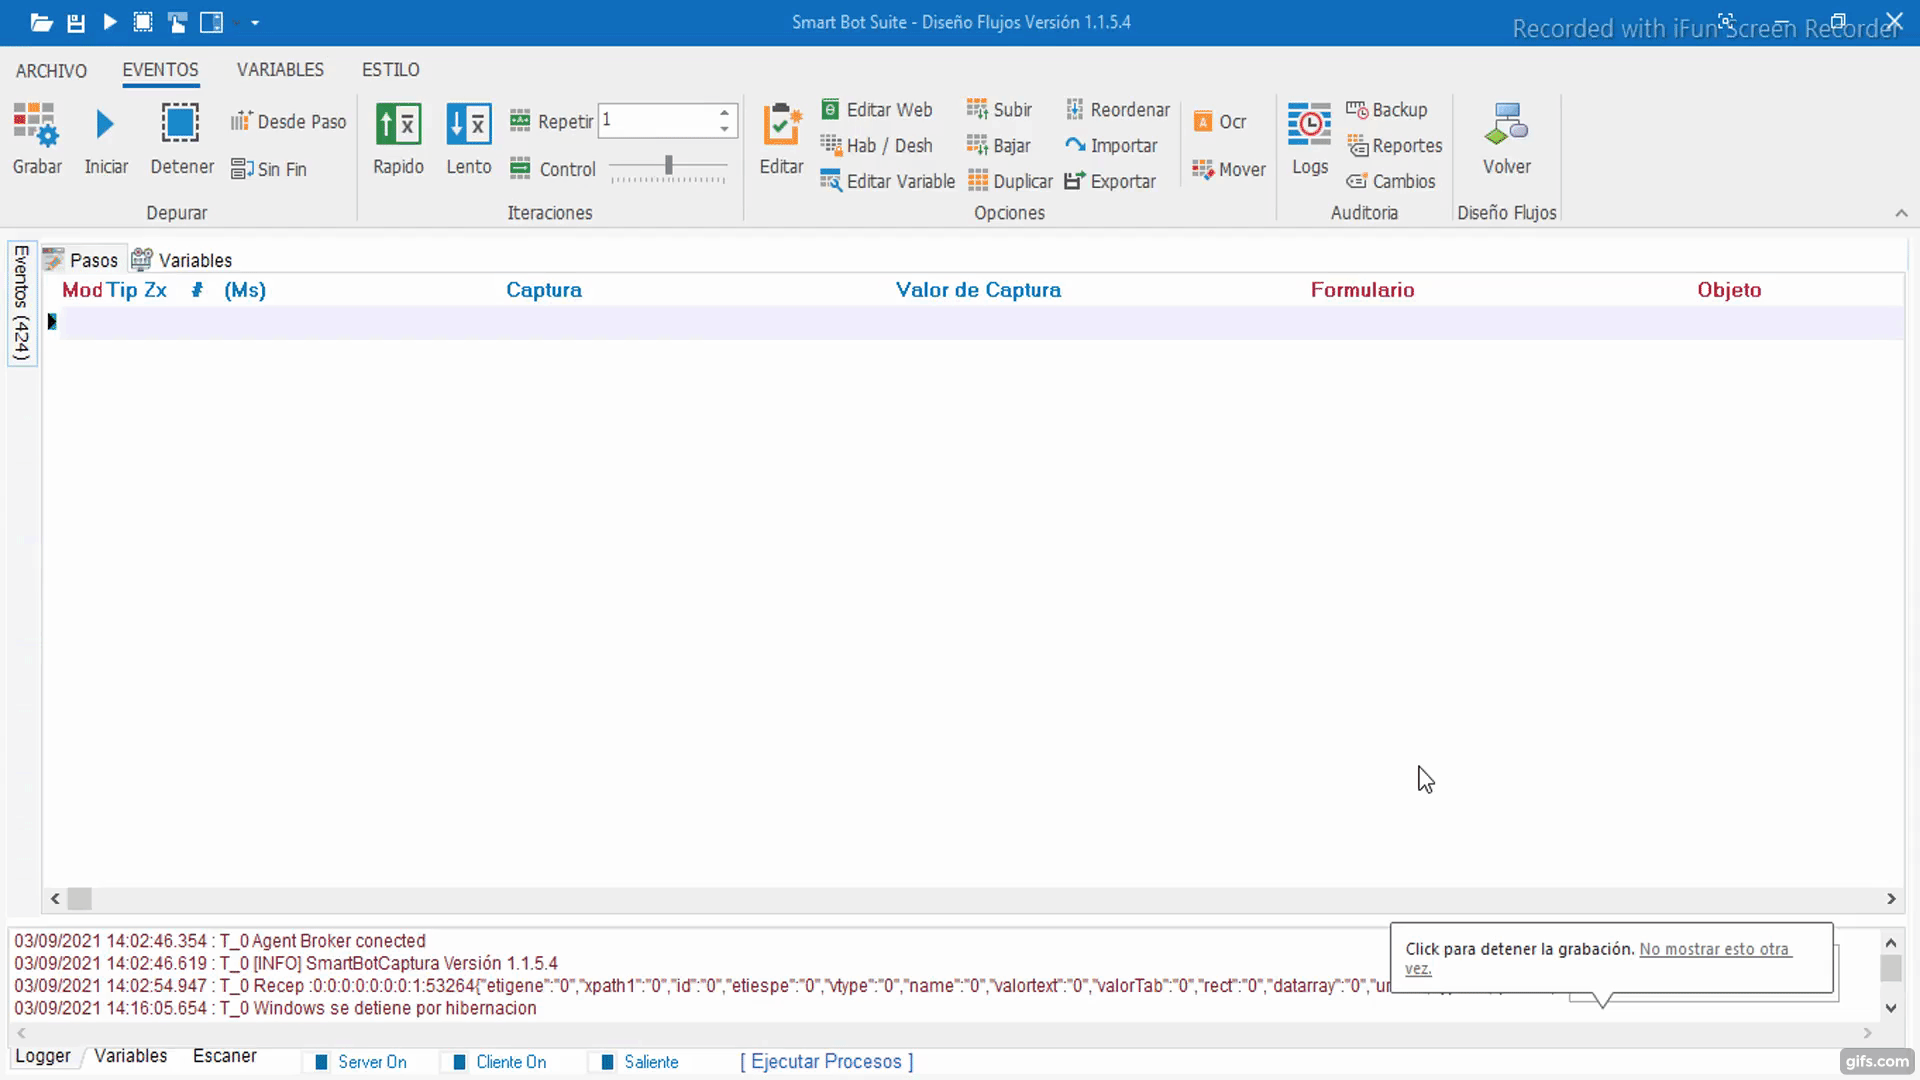 Smart Bot Suite - Diseño Flujos Versión 1.1.5.4
Recorded with iFun Screen Recorder
ARCHIVO EVENTOS VARIABLES ESTILO
Grabar Iniciar Detener Desde Paso Sin Fin
Depurar
Rapido Lento Repetir 1 Control
Iteraciones
Editar Editar Web Subir Reordenar
Hab / Desh Bajar Importar
Editar Variable Duplicar Exportar
Ocr
Mover
Opciones
Logs Backup
Reportes
Cambios
Auditoria
Volver
Diseño Flujos
Eventos (424)
Pasos Variables
Mod Tip Zx # (Ms) Captura Valor de Captura Formulario Objeto
03/09/2021 14:02:46.354 : T_0 Agent Broker conected
03/09/2021 14:02:46.619 : T_0 [INFO] SmartBotCaptura Versión 1.1.5.4
03/09/2021 14:02:54.947 : T_0 Recep :0:0:0:0:0:0:0:1:53264{"etigene":"0","xpath1":"0","id":"0","etiespe":"0","vtype":"0","name":"0","valortext":"0","valorTab":"0","rect":"0","datarray":"0","ur
03/09/2021 14:16:05.654 : T_0 Windows se detiene por hibernacion
Click para detener la grabación. No mostrar esto otra
vez.
Logger Variables Escaner Server On Cliente On Saliente [ Ejecutar Procesos ]
gifs.com